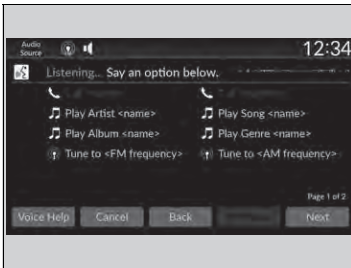 Audio
Source
12:34
Listening... Say an option below.
Play Artist <name>
Play Song <name>
Play Album <name>
Play Genre <name>
Tune to <FM frequency>
Tune to <AM frequency>
Page 1 of 2
Voice Help Cancel Back Next